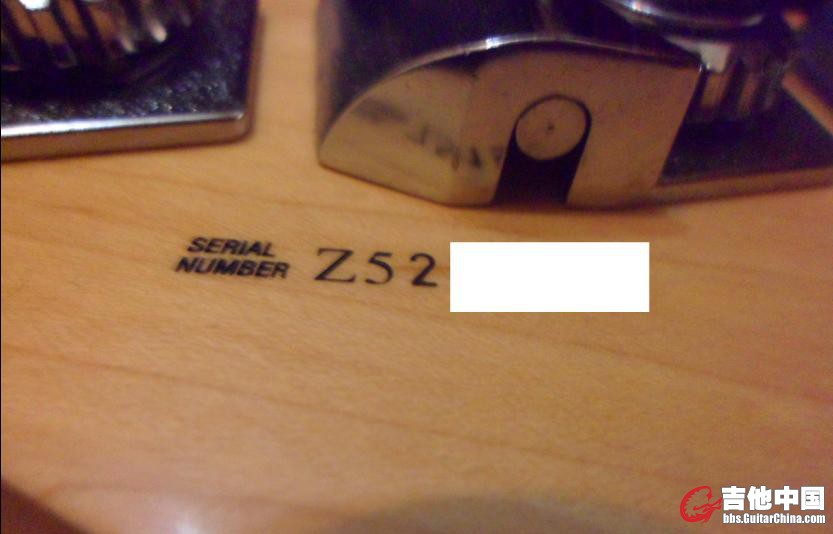 SERIAL
NUMBER Z52
吉他中国
bbs.GuitarChina.com